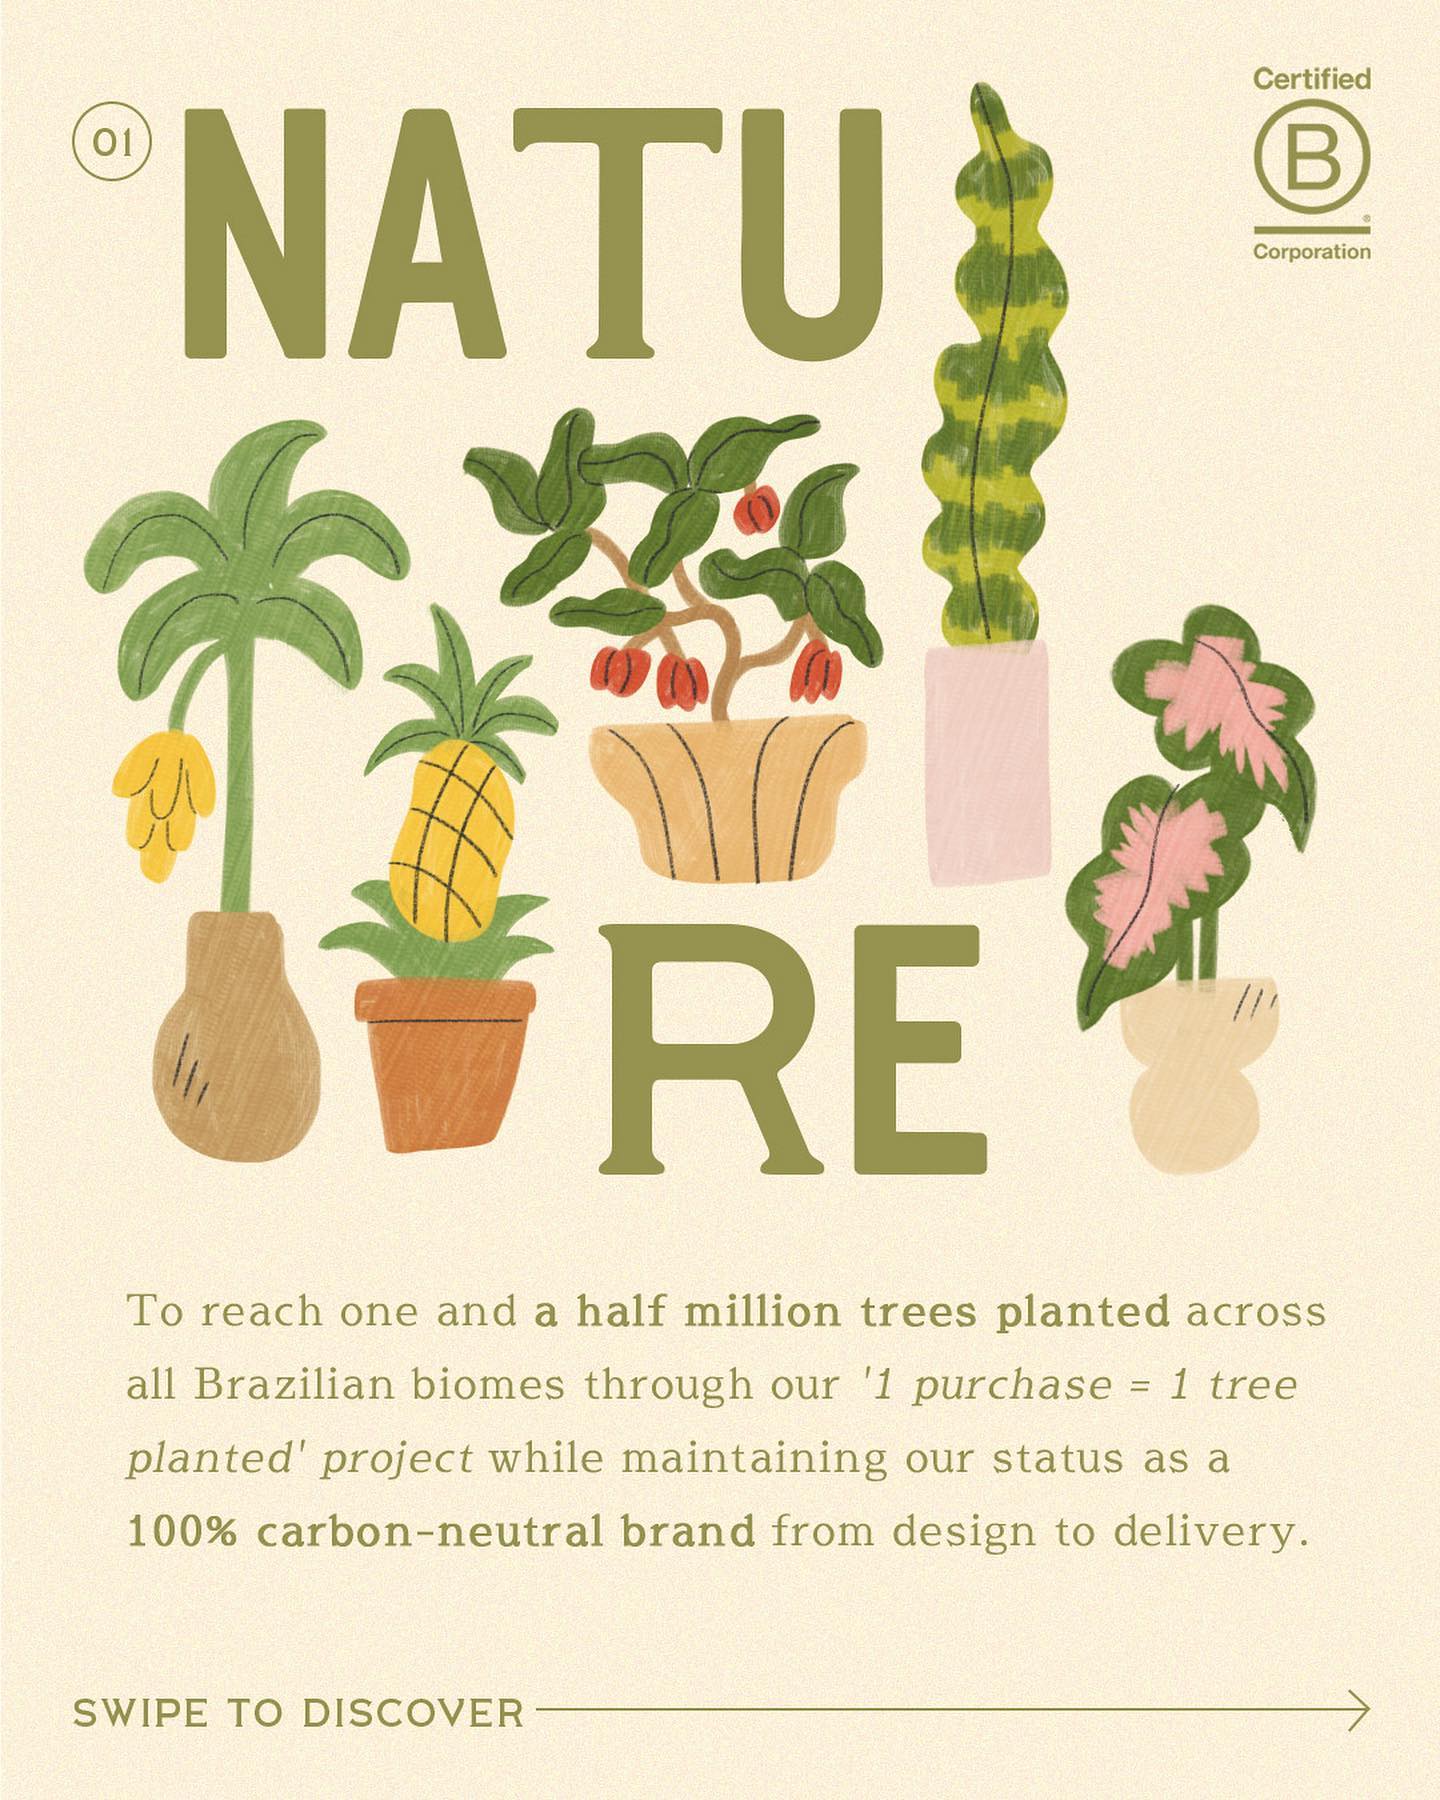 01
NATU
Certified
B
®
Corporation
RE
To reach one and a half million trees planted across
all Brazilian biomes through our '1 purchase = 1 tree
planted' project while maintaining our status as a
100% carbon-neutral brand from design to delivery.
SWIPE TO DISCOVER